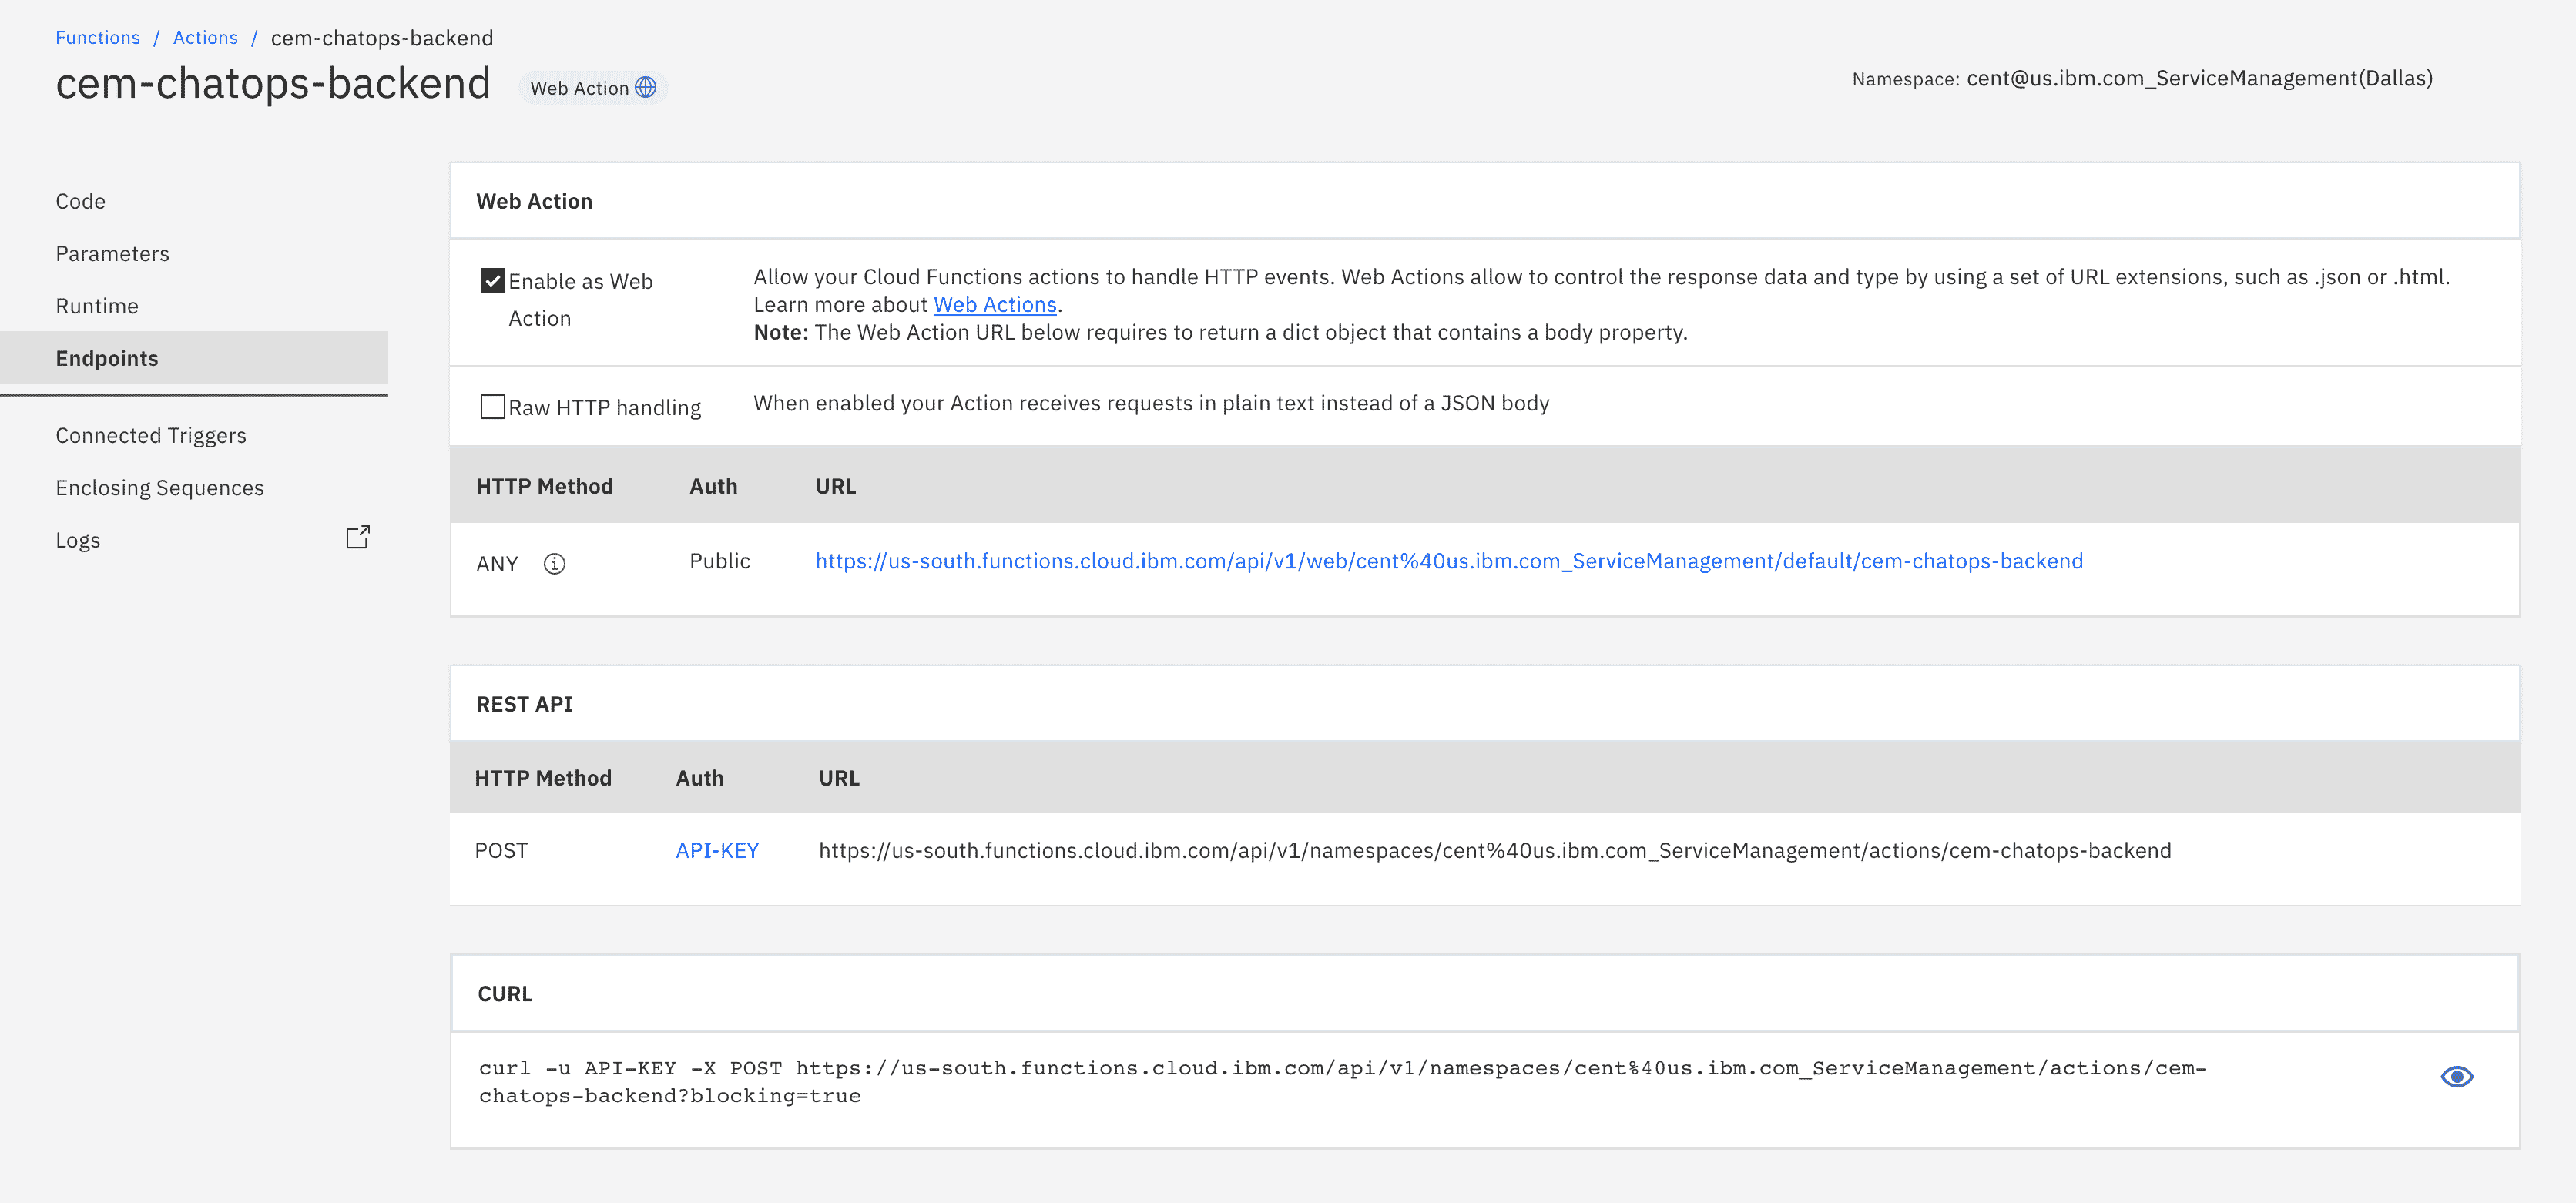 Functions / Actions / cem-chatops-backend
cem-chatops-backend Web Action
Namespace: cent@us.ibm.com_ServiceManagement(Dallas)
Code
Parameters
Runtime
Endpoints
Connected Triggers
Enclosing Sequences
Logs
Web Action
Enable as Web
Action
Allow your Cloud Functions actions to handle HTTP events. Web Actions allow to control the response data and type by using a set of URL extensions, such as .json or .html.
Learn more about Web Actions.
Note: The Web Action URL below requires to return a dict object that contains a body property.
Raw HTTP handling
When enabled your Action receives requests in plain text instead of a JSON body
HTTP Method Auth URL
ANY Public https://us-south.functions.cloud.ibm.com/api/v1/web/cent%40us.ibm.com_ServiceManagement/default/cem-chatops-backend
REST API
HTTP Method Auth URL
POST API-KEY https://us-south.functions.cloud.ibm.com/api/v1/namespaces/cent%40us.ibm.com_ServiceManagement/actions/cem-chatops-backend
CURL
curl -u API-KEY -X POST https://us-south.functions.cloud.ibm.com/api/v1/namespaces/cent%40us.ibm.com_ServiceManagement/actions/cem-
chatops-backend?blocking=true